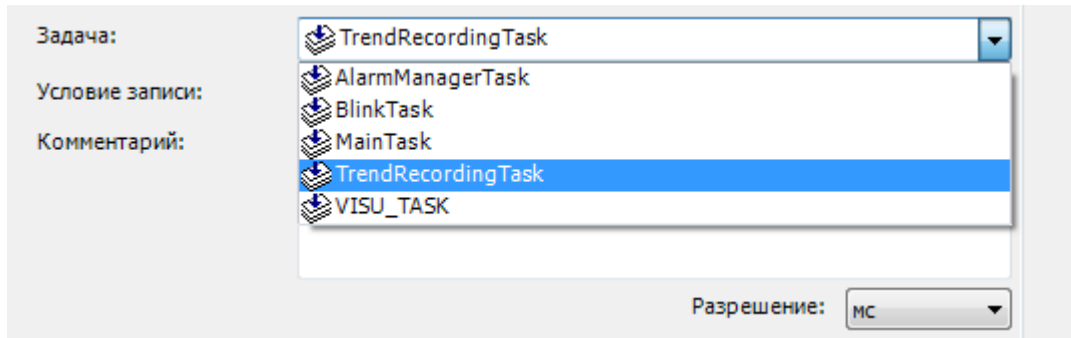 Задача: TrendRecordingTask
AlarmManagerTask
Условие записи: BlinkTask
Комментарий: MainTask
TrendRecordingTask
VISU_TASK
Разрешение: мс